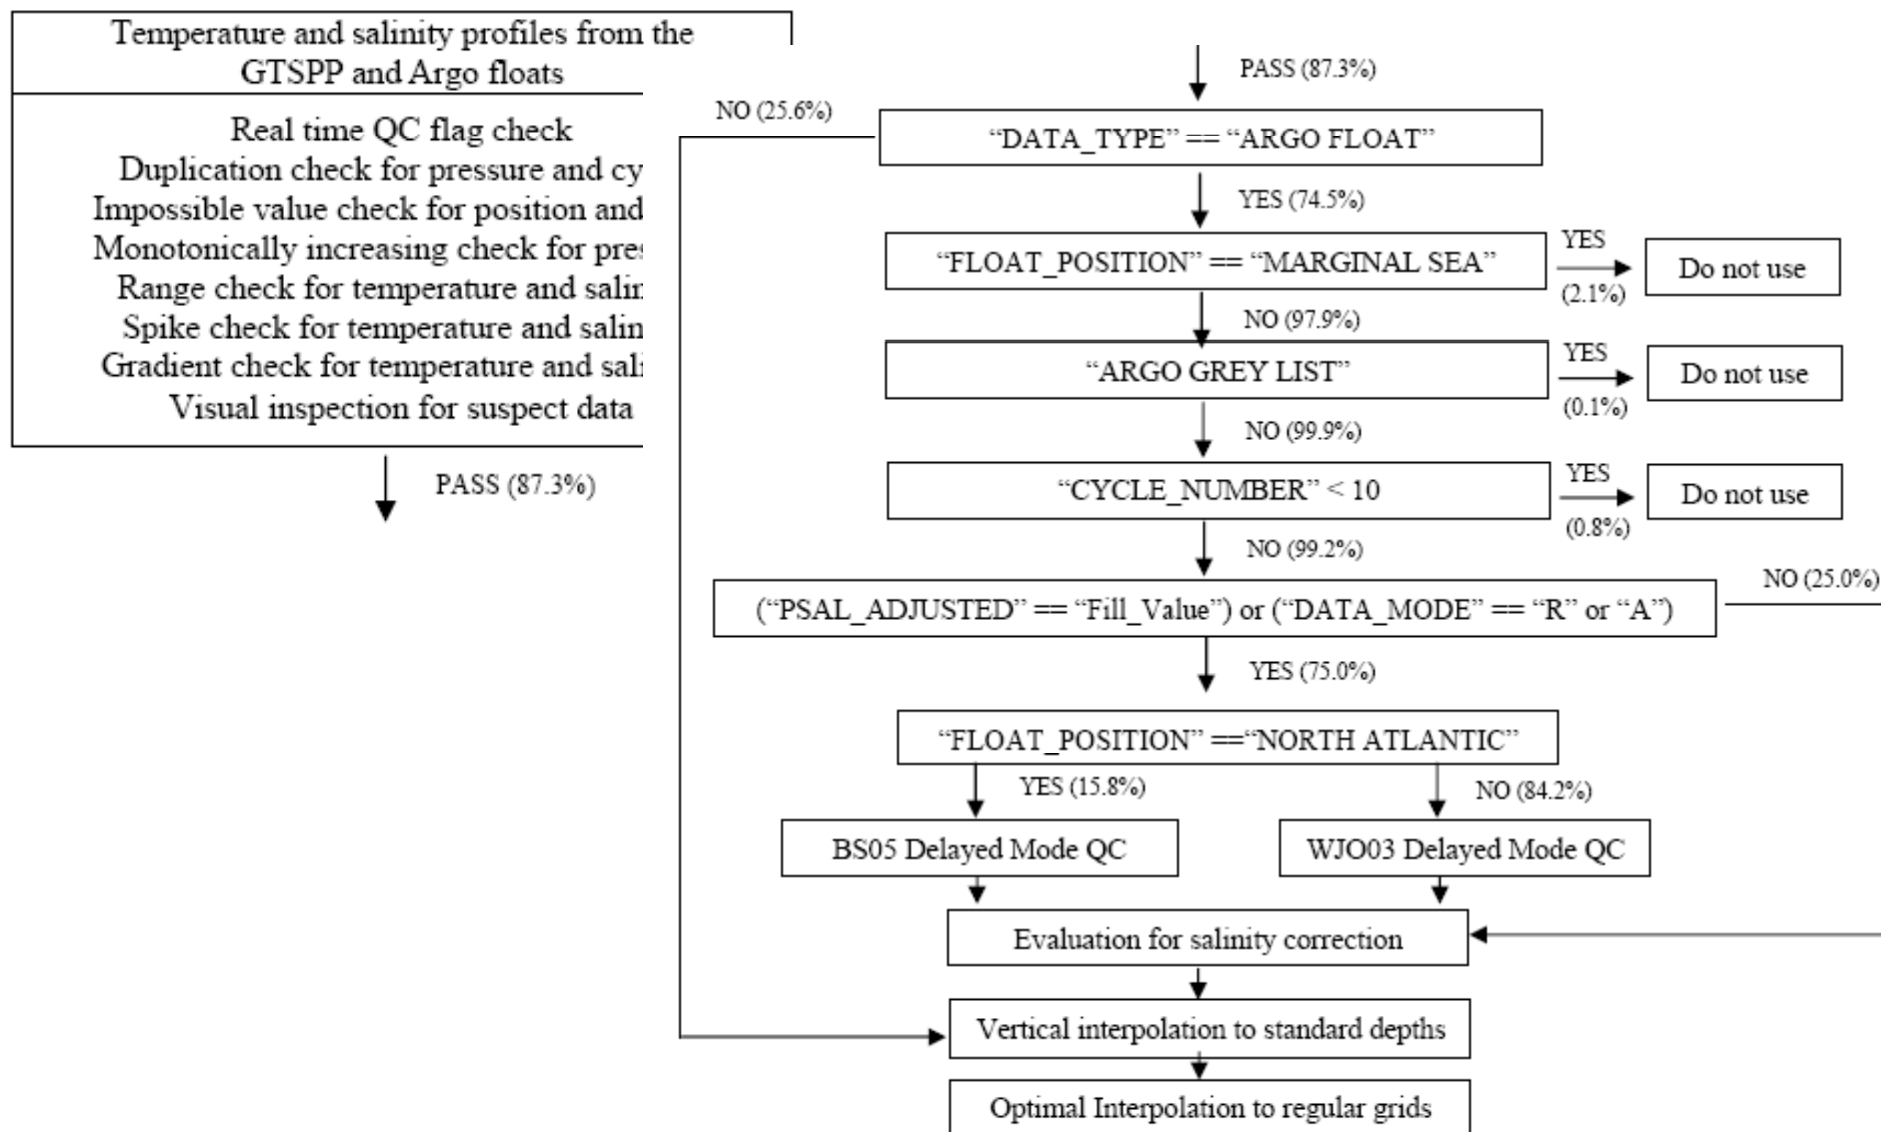 Temperature and salinity profiles from the
GTSPP and Argo floats
Real time QC flag check
Duplication check for pressure and cy
Impossible value check for position and
Monotonically increasing check for pres
Range check for temperature and salin
Spike check for temperature and salin
Gradient check for temperature and sali
Visual inspection for suspect data
PASS (87.3%)
PASS (87.3%)
NO (25.6%)
“DATA_TYPE” == “ARGO FLOAT”
YES (74.5%)
“FLOAT_POSITION” == “MARGINAL SEA”
YES
(2.1%)
Do not use
NO (97.9%)
“ARGO GREY LIST”
YES
(0.1%)
Do not use
NO (99.9%)
“CYCLE_NUMBER” < 10
YES
(0.8%)
Do not use
NO (99.2%)
(“PSAL_ADJUSTED” == “Fill_Value”) or (“DATA_MODE” == “R” or “A”)
NO (25.0%)
YES (75.0%)
“FLOAT_POSITION” ==“NORTH ATLANTIC”
YES (15.8%)
NO (84.2%)
BS05 Delayed Mode QC
WJO03 Delayed Mode QC
Evaluation for salinity correction
Vertical interpolation to standard depths
Optimal Interpolation to regular grids